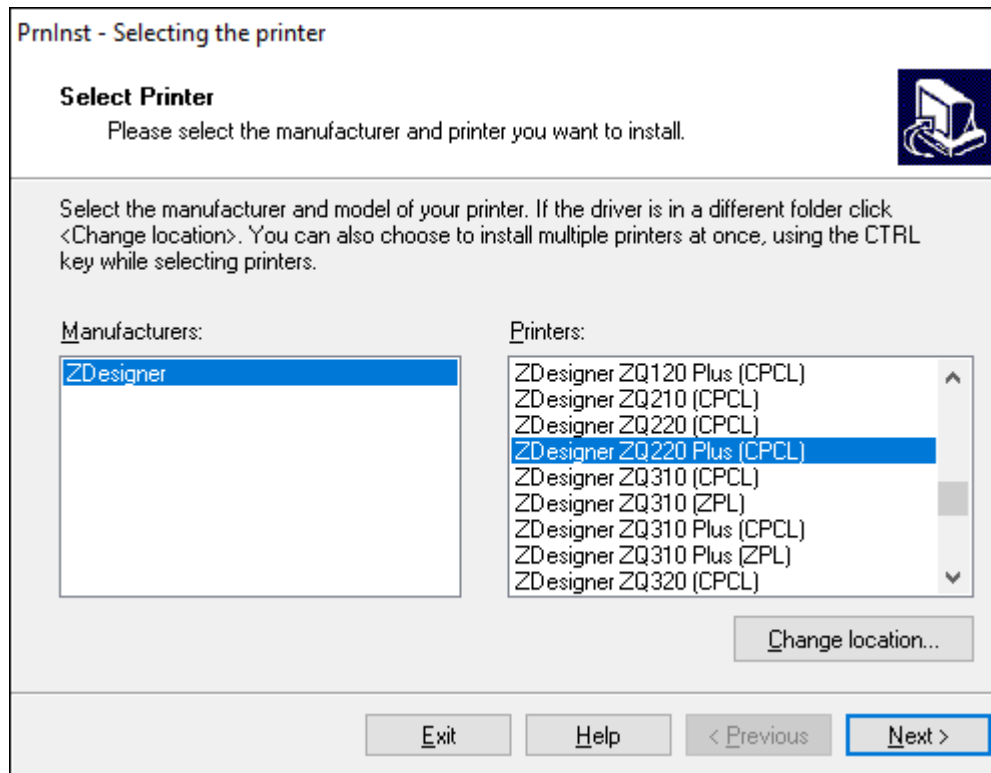 PrnInst - Selecting the printer
Select Printer
Please select the manufacturer and printer you want to install.
Select the manufacturer and model of your printer. If the driver is in a different folder click
<Change location>. You can also choose to install multiple printers at once, using the CTRL
key while selecting printers.
Manufacturers:
ZDesigner
Printers:
ZDesigner ZQ120 Plus (CPCL)
ZDesigner ZQ210 (CPCL)
ZDesigner ZQ220 (CPCL)
ZDesigner ZQ220 Plus (CPCL)
ZDesigner ZQ310 (CPCL)
ZDesigner ZQ310 (ZPL)
ZDesigner ZQ310 Plus (CPCL)
ZDesigner ZQ310 Plus (ZPL)
ZDesigner ZQ320 (CPCL)
Change location...
Exit
Help
< Previous
Next >